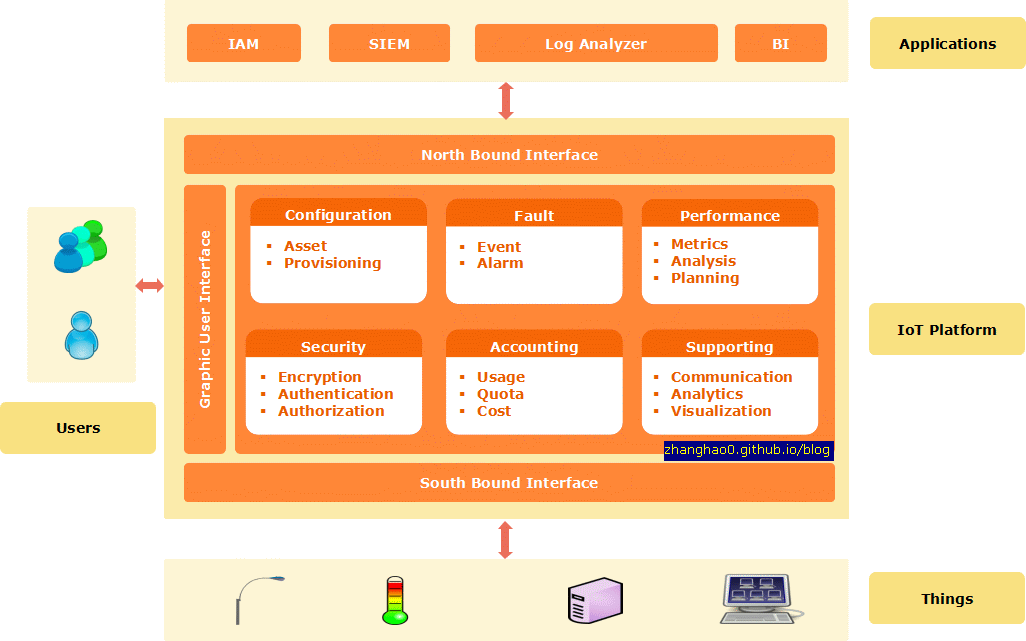 IAM
SIEM
Log Analyzer
BI
Applications
North Bound Interface
Graphic User Interface
Configuration
▪ Asset
▪ Provisioning
Fault
▪ Event
▪ Alarm
Performance
▪ Metrics
▪ Analysis
▪ Planning
IoT Platform
Security
▪ Encryption
▪ Authentication
▪ Authorization
Accounting
▪ Usage
▪ Quota
▪ Cost
Supporting
▪ Communication
▪ Analytics
▪ Visualization
Users
zhanghao0.github.io/blog
South Bound Interface
Things